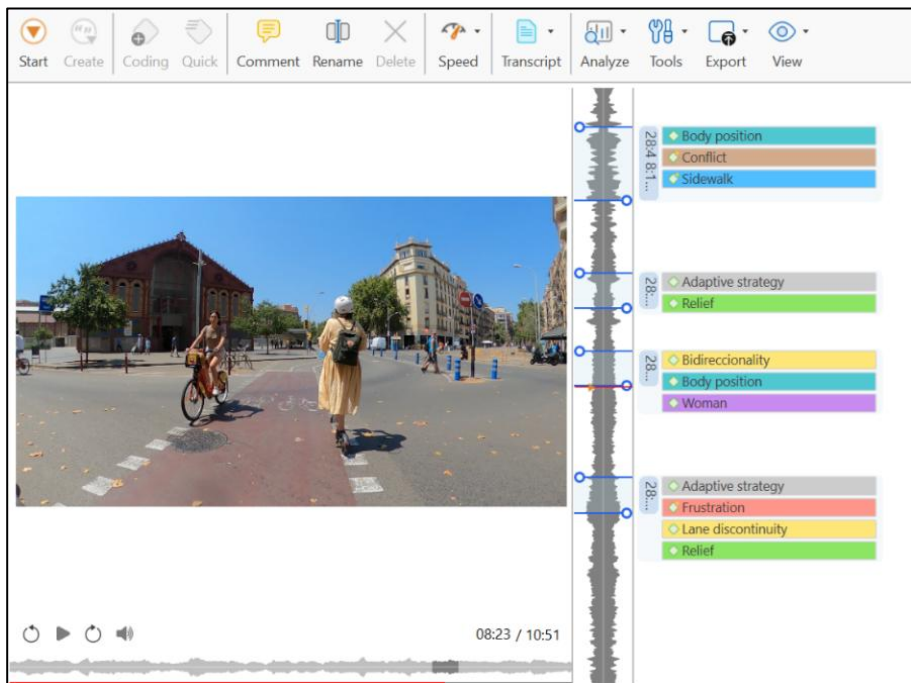 Start Create Coding Quick Comment Rename Delete Speed Transcript Analyze Tools Export View
28:4 8:1...
Body position
Conflict
Sidewalk
28:...
Adaptive strategy
Relief
28:...
Bidireccionality
Body position
Woman
28:...
Adaptive strategy
Frustration
Lane discontinuity
Relief
08:23 / 10:51